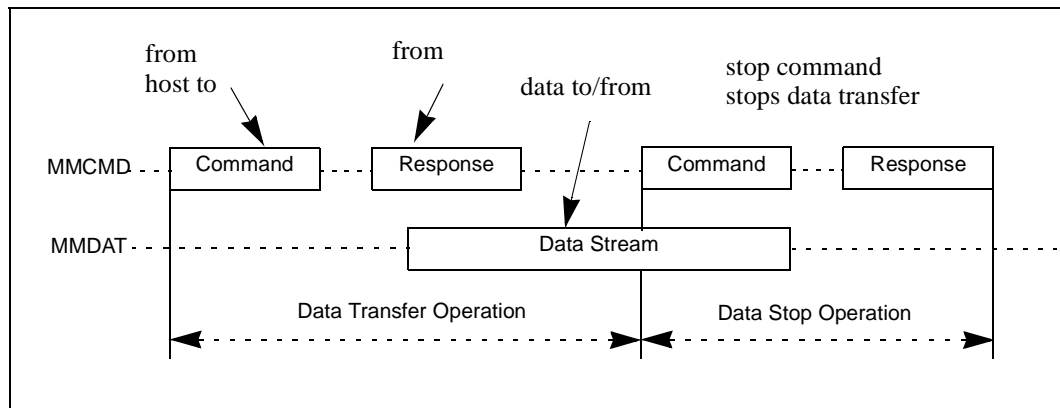 from
host to
from
data to/from
stop command
stops data transfer
MMCMD
Command
Response
Command
Response
MMDAT
Data Stream
Data Transfer Operation
Data Stop Operation